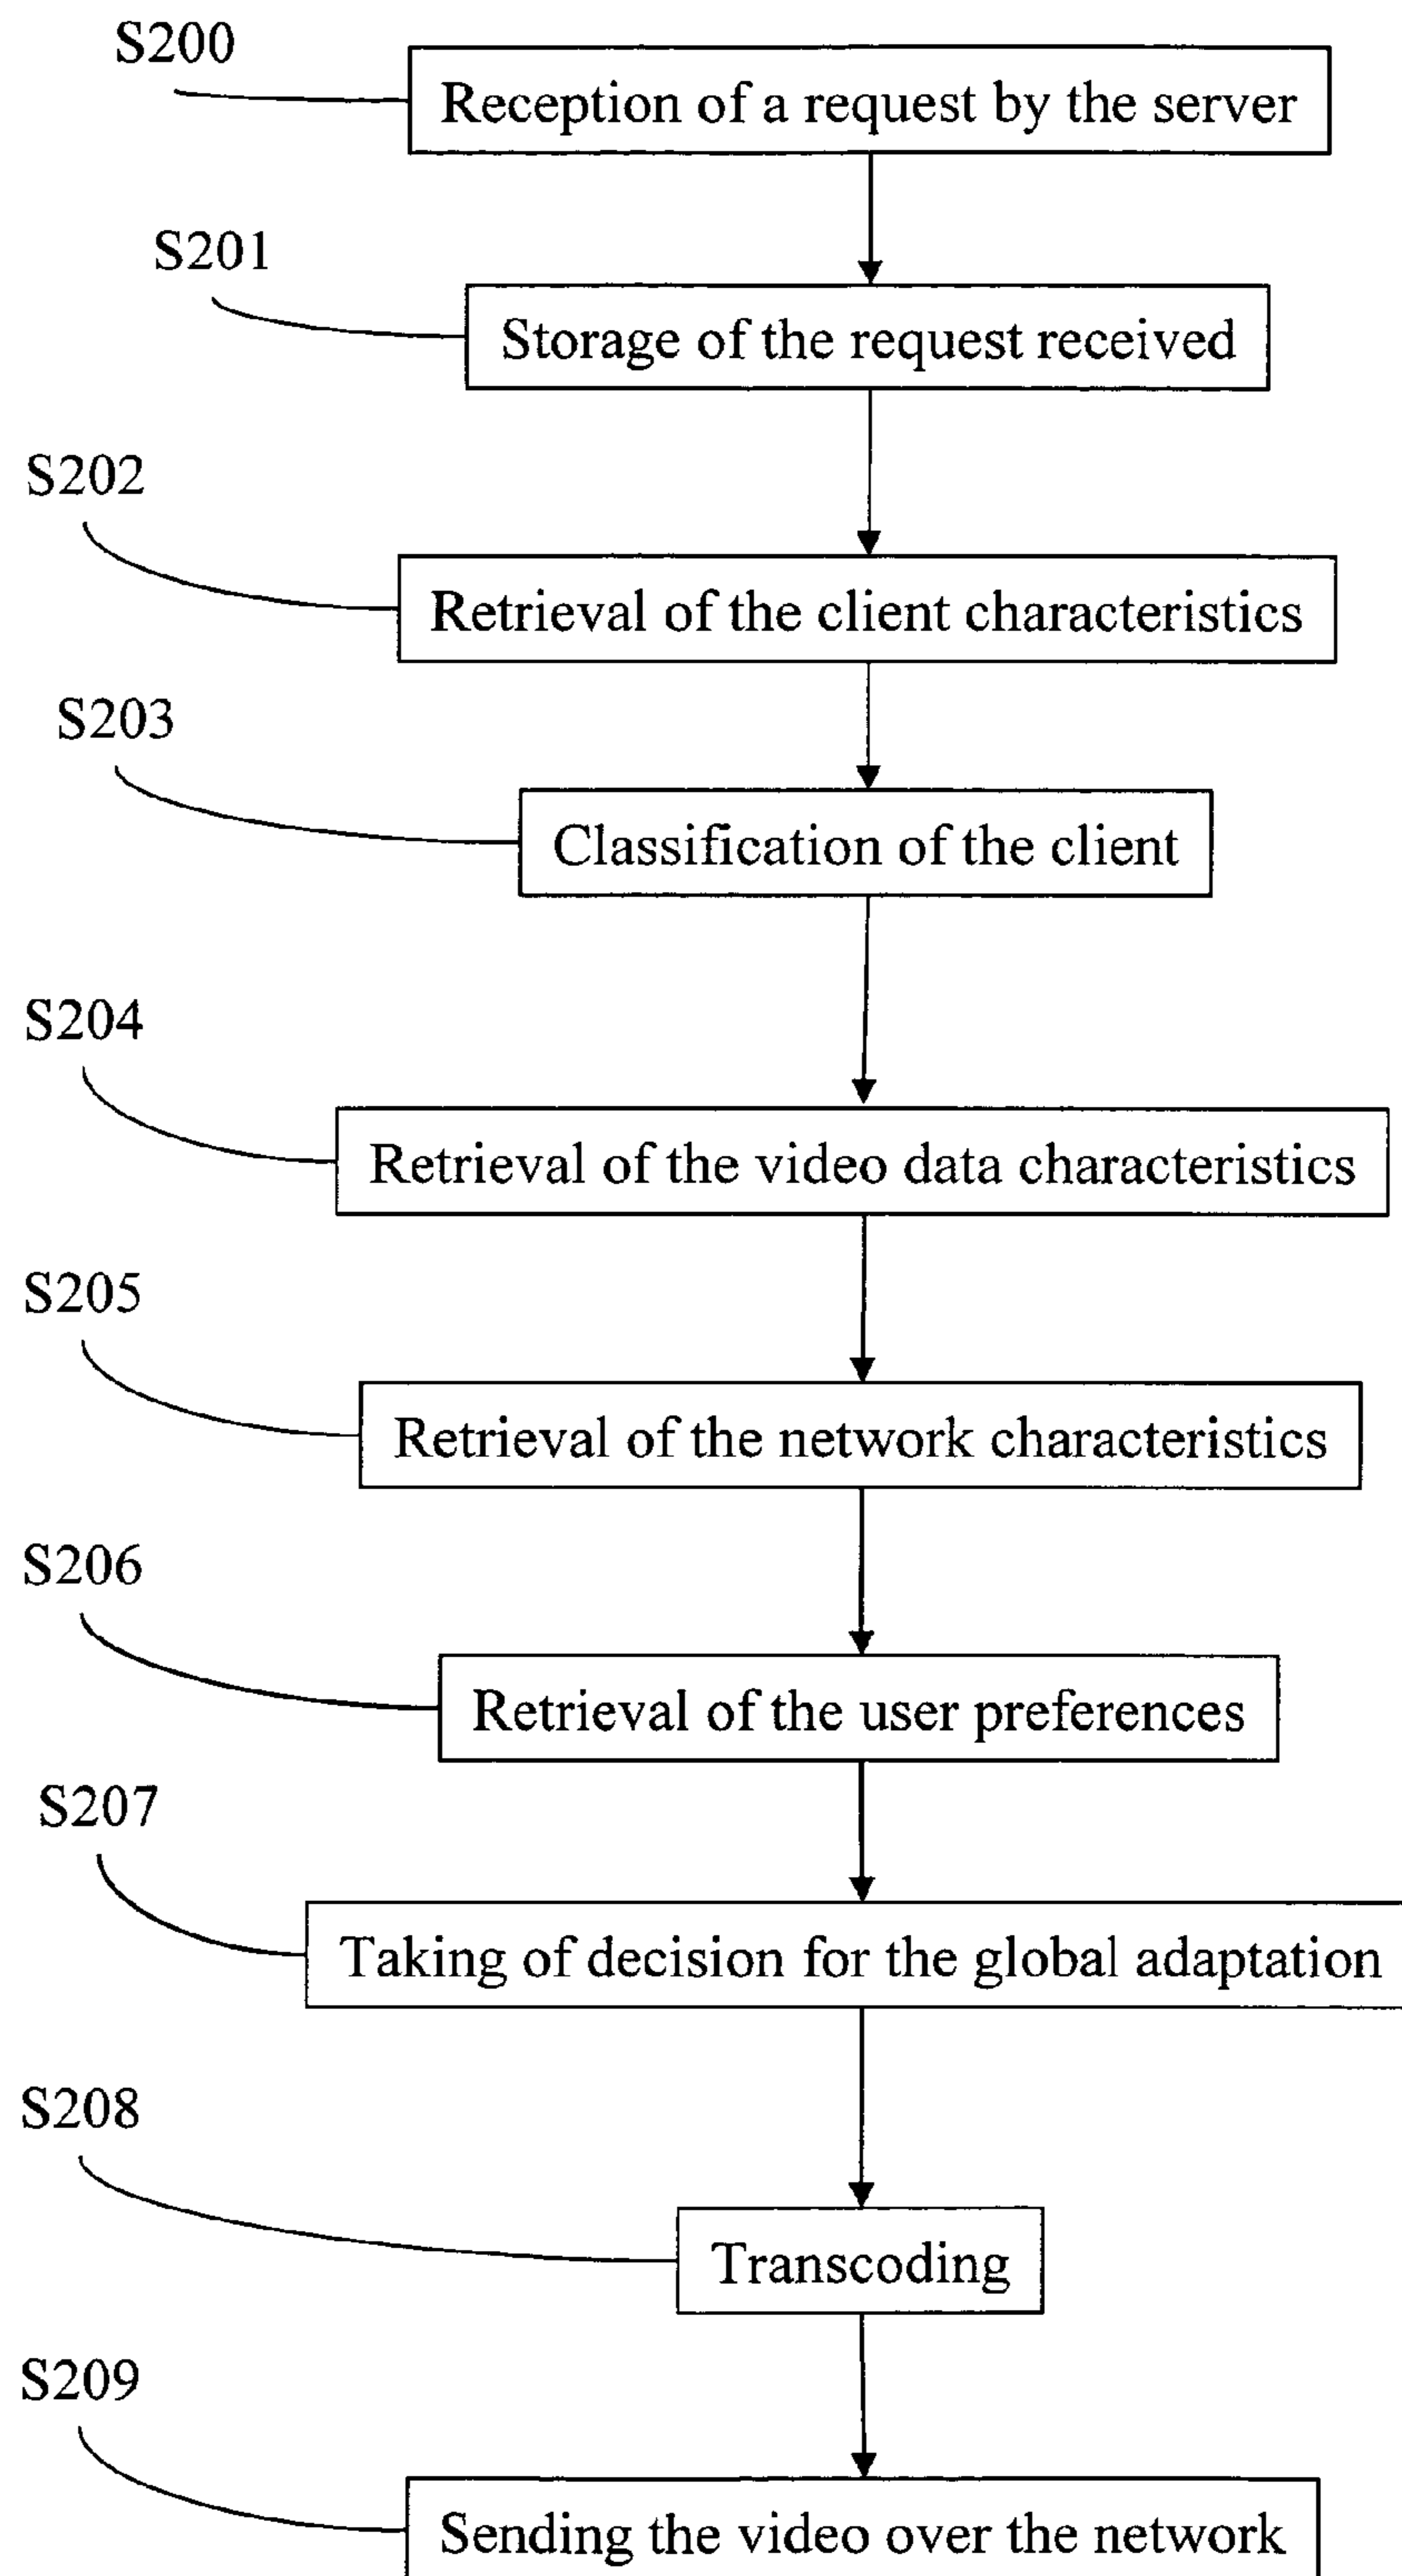 S200
Reception of a request by the server
S201
Storage of the request received
S202
Retrieval of the client characteristics
S203
Classification of the client
S204
Retrieval of the video data characteristics
S205
Retrieval of the network characteristics
S206
Retrieval of the user preferences
S207
Taking of decision for the global adaptation
S208
Transcoding
S209
Sending the video over the network